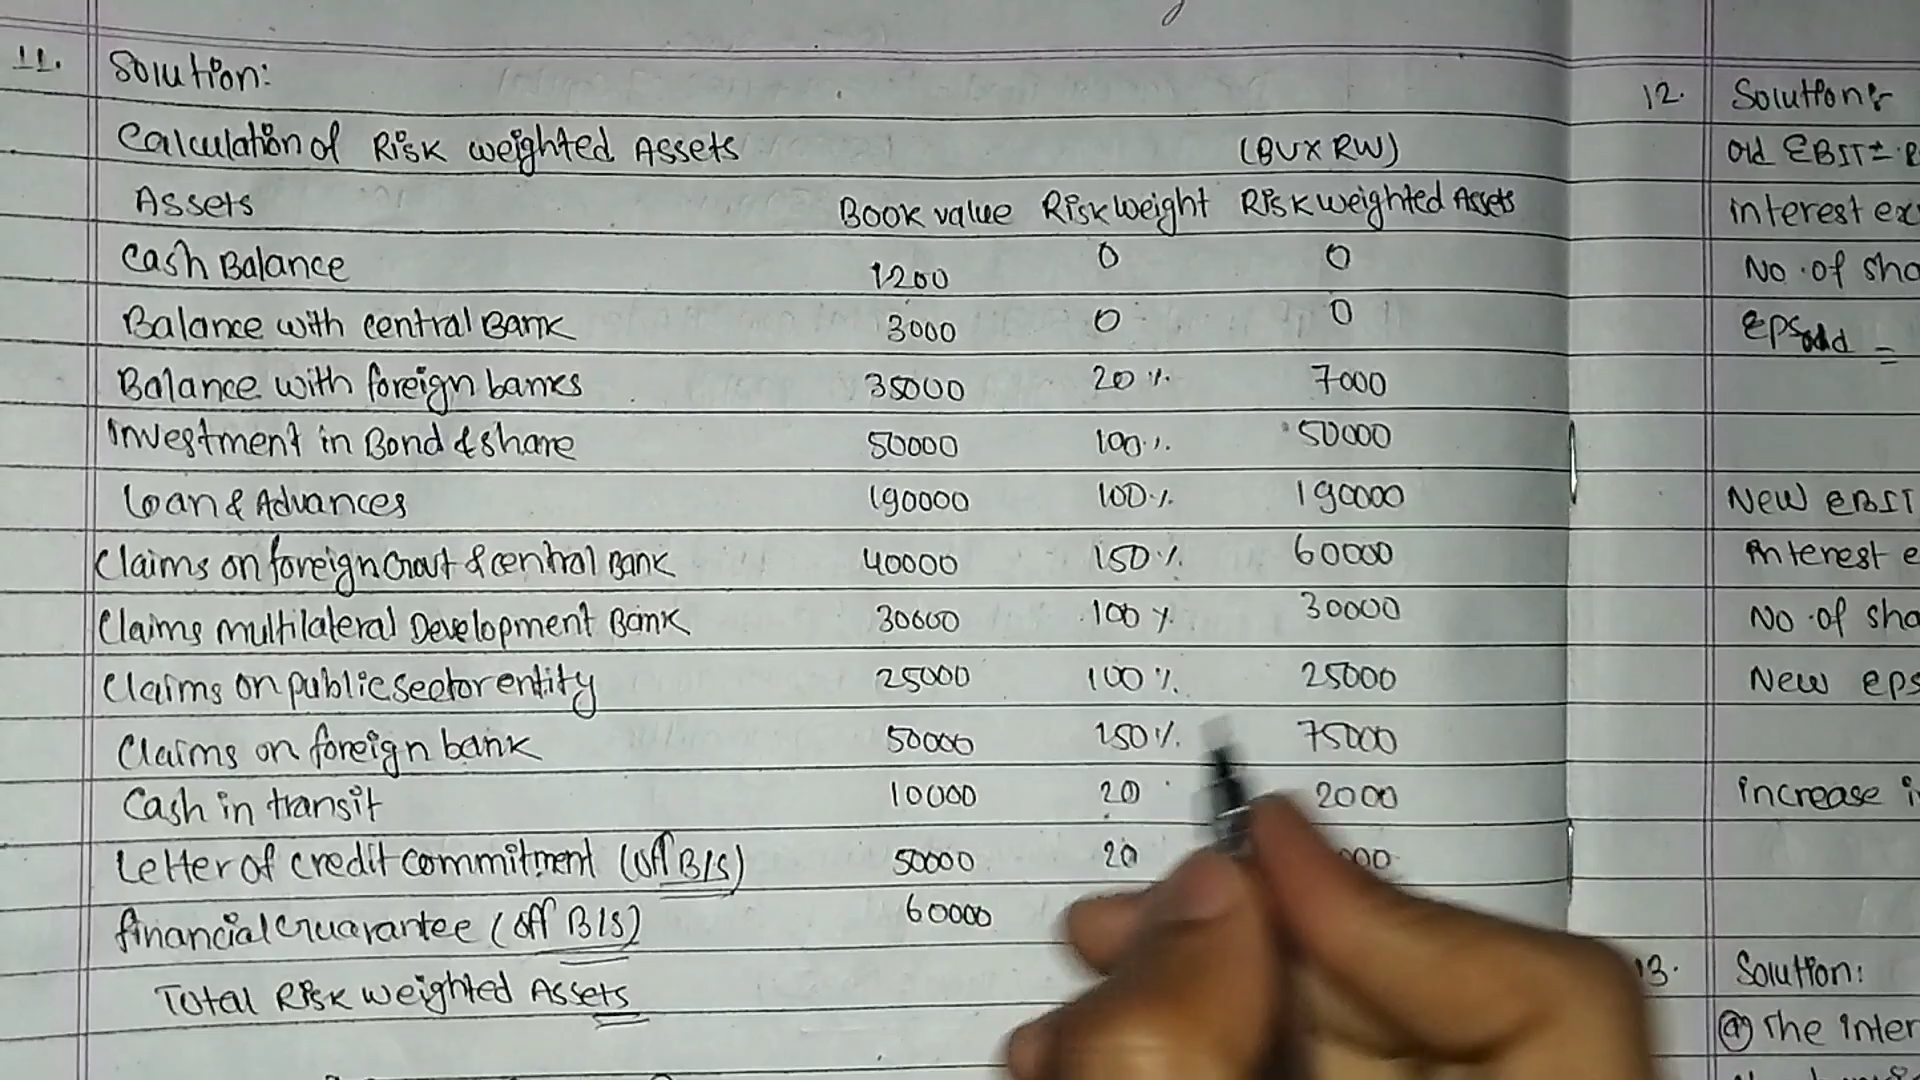 11. Solution:
Calculation of Risk weighted Assets (BV X RW)
Assets Book value Risk Weight Risk Weighted Assets
Cash Balance 1200 0 0
Balance with central Bank 3000 0 0
Balance with foreign banks 35000 20% 7000
Investment in Bond & share 50000 100% 50000
Loan & Advances 190000 100% 190000
Claims on foreign Govt & central Bank 40000 150% 60000
Claims multilateral Development Bank 30000 100% 30000
Claims on public sector entity 25000 100% 25000
Claims on foreign bank 50000 150% 75000
Cash in transit 10000 20 2000
Letter of credit commitment (off B/S) 50000 20 000
financial Guarantee (off B/S) 60000
Total Risk weighted Assets
12. Solution:
Old EBIT =
interest ex
No. of sha
EPS old =
New EBIT
interest e
No. of sha
New eps
increase i
13. Solution:
(a) The inter